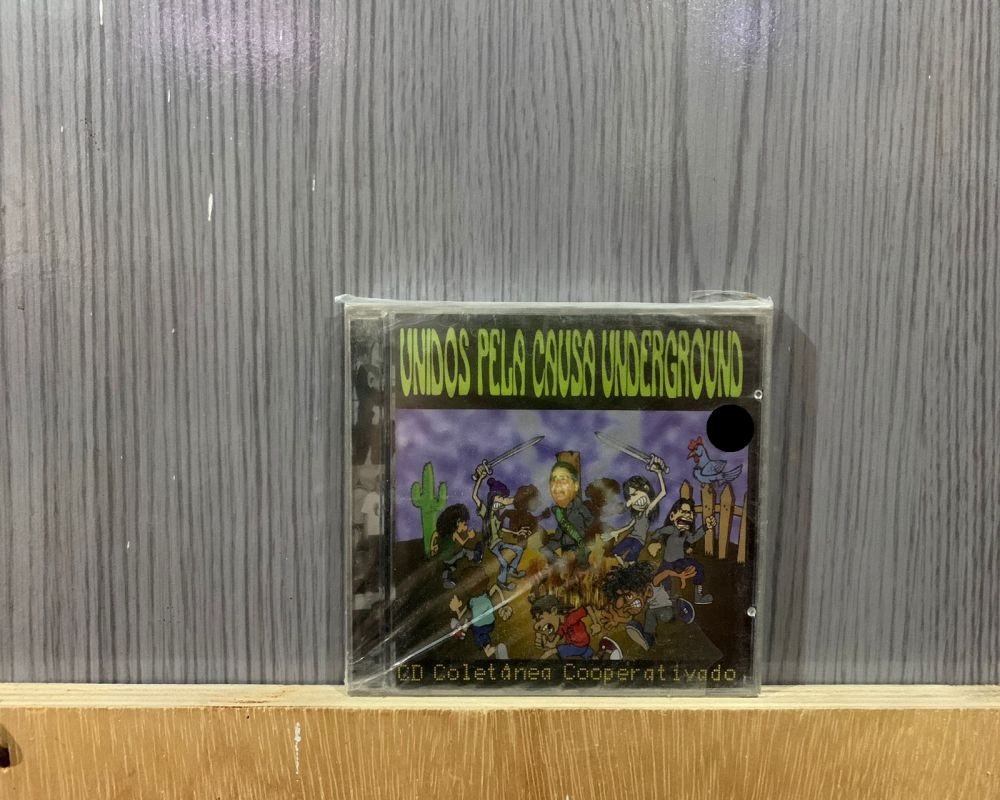 UNIDOS PELA CAUSA UNDERGROUND
CD Coletânea Cooperativado